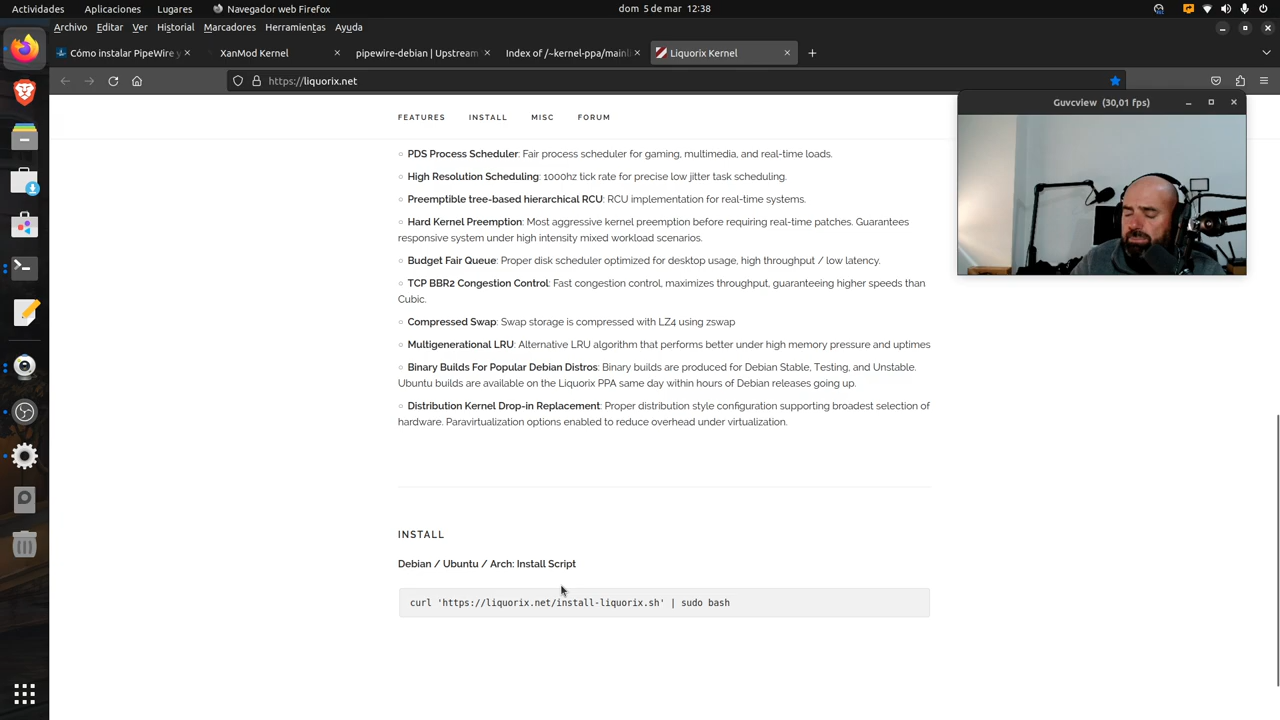 Actividades Aplicaciones Lugares Navegador web Firefox dom 5 de mar 12:38
Archivo Editar Ver Historial Marcadores Herramientas Ayuda
Cómo instalar PipeWire y XanMod Kernel pipewire-debian | Upstream Index of /~kernel-ppa/mainli Liquorix Kernel
https://liquorix.net
Guvcview (30,01 fps)
FEATURES INSTALL MISC FORUM
PDS Process Scheduler: Fair process scheduler for gaming, multimedia, and real-time loads.
High Resolution Scheduling: 1000hz tick rate for precise low jitter task scheduling.
Preemptible tree-based hierarchical RCU: RCU implementation for real-time systems.
Hard Kernel Preemption: Most aggressive kernel preemption before requiring real-time patches. Guarantees
responsive system under high intensity mixed workload scenarios.
Budget Fair Queue: Proper disk scheduler optimized for desktop usage, high throughput / low latency.
TCP BBR2 Congestion Control: Fast congestion control, maximizes throughput, guaranteeing higher speeds than
Cubic.
Compressed Swap: Swap storage is compressed with LZ4 using zswap
Multigenerational LRU: Alternative LRU algorithm that performs better under high memory pressure and uptimes
Binary Builds For Popular Debian Distros: Binary builds are produced for Debian Stable, Testing, and Unstable.
Ubuntu builds are available on the Liquorix PPA same day within hours of Debian releases going up.
Distribution Kernel Drop-in Replacement: Proper distribution style configuration supporting broadest selection of
hardware. Paravirtualization options enabled to reduce overhead under virtualization.
INSTALL
Debian / Ubuntu / Arch: Install Script
curl 'https://liquorix.net/install-liquorix.sh' | sudo bash